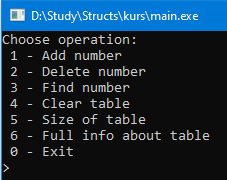 D:\Study\Structs\kurs\main.exe
Choose operation:
1 - Add number
2 - Delete number
3 - Find number
4 - Clear table
5 - Size of table
6 - Full info about table
0 - Exit
>